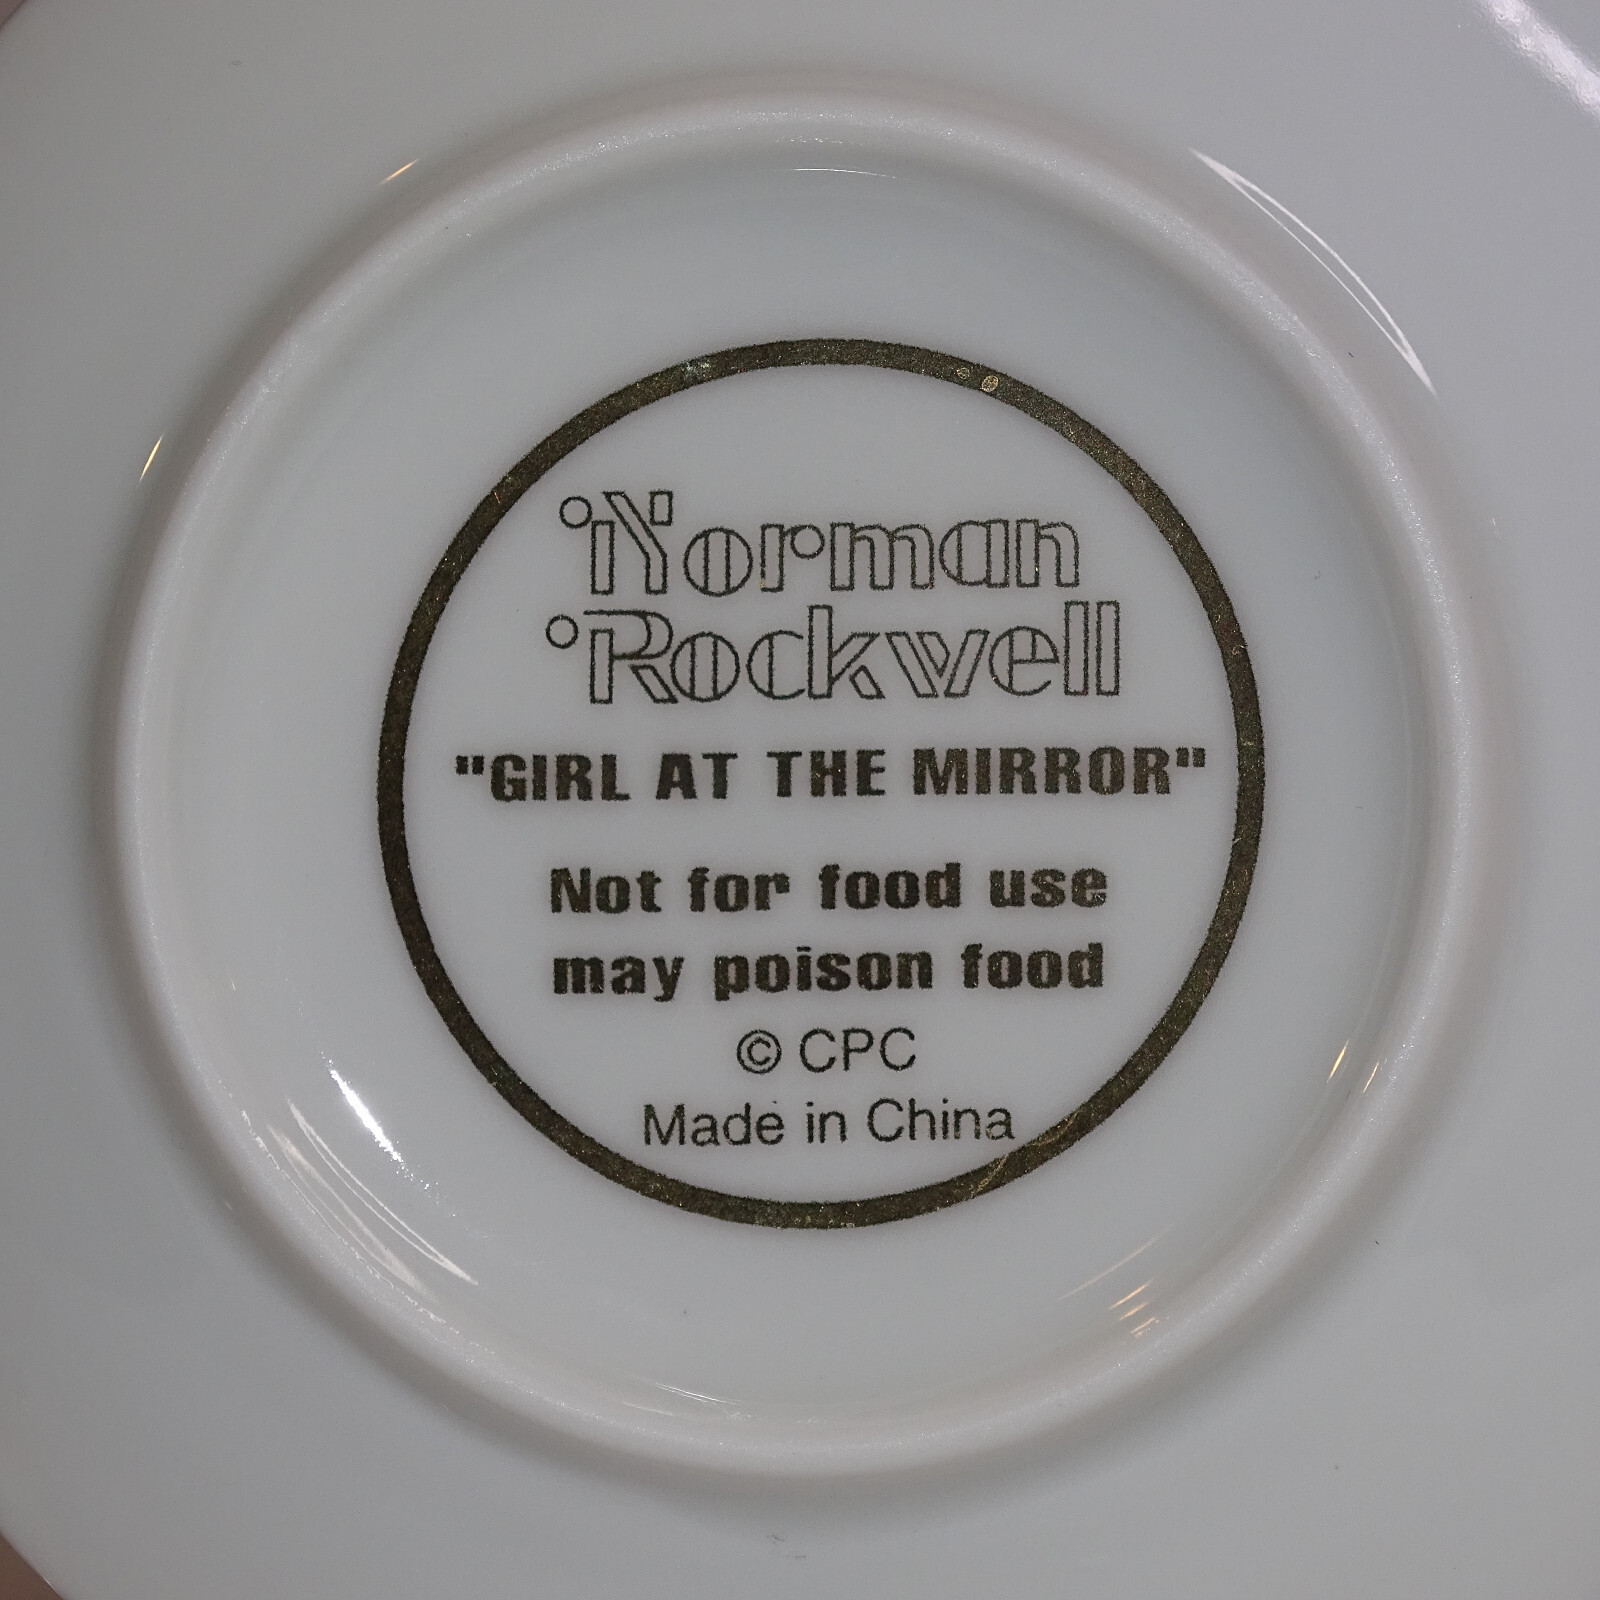 Norman
Rockwell
"GIRL AT THE MIRROR"
Not for food use
may poison food
© CPC
Made in China